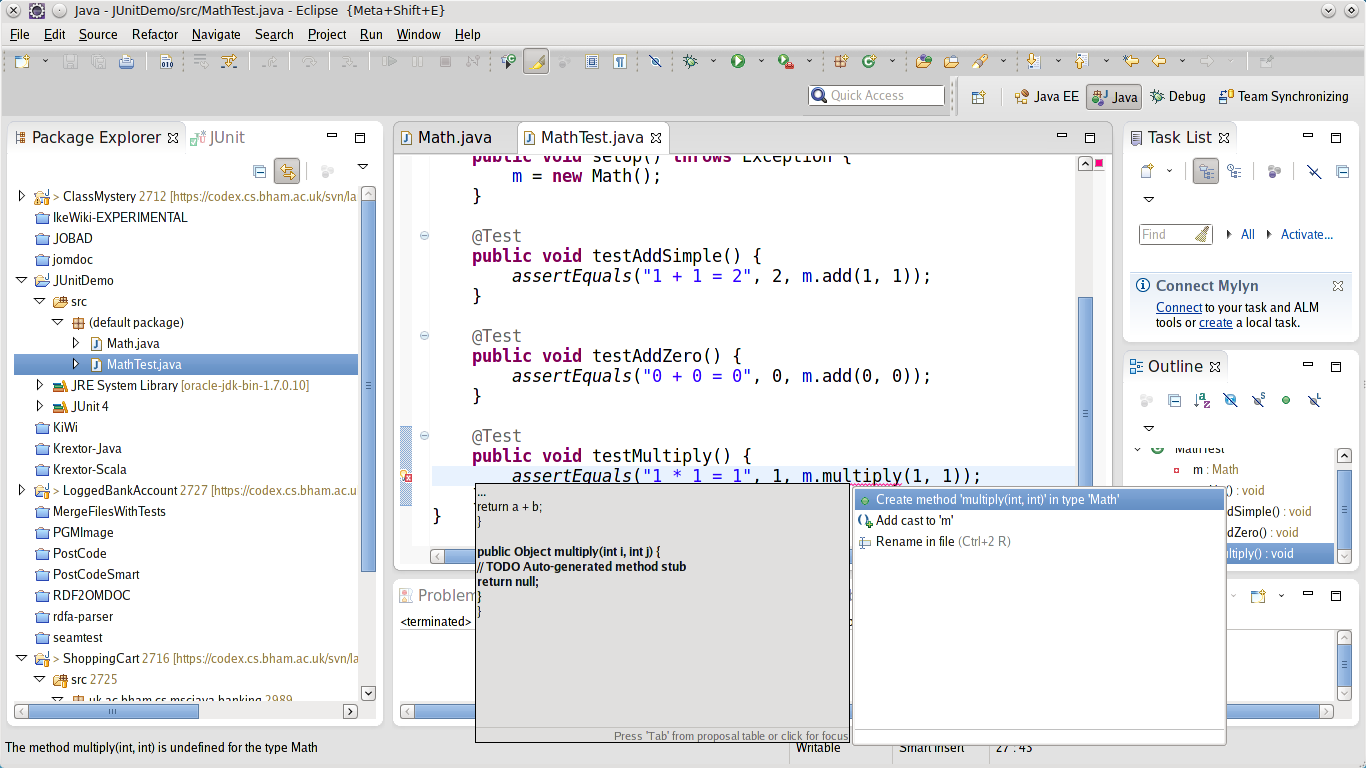 Java - JUnitDemo/src/MathTest.java - Eclipse {Meta+Shift+E}
File Edit Source Refactor Navigate Search Project Run Window Help
Quick Access
Java EE Java Debug Team Synchronizing
Package Explorer JUnit
> ClassMystery 2712 [https://codex.cs.bham.ac.uk/svn/la
IkeWiki-EXPERIMENTAL
JOBAD
jomdoc
JUnitDemo
src
(default package)
Math.java
MathTest.java
JRE System Library [oracle-jdk-bin-1.7.0.10]
JUnit 4
KiWi
Krextor-Java
Krextor-Scala
> LoggedBankAccount 2727 [https://codex.cs.bham.ac.u
MergeFilesWithTests
PGMImage
PostCode
PostCodeSmart
RDF2OMDOC
rdfa-parser
seamtest
> ShoppingCart 2716 [https://codex.cs.bham.ac.uk/svn/la
src 2725
uk.ac.bham.cs.mscjava.banking 2989
Math.java MathTest.java
public void setUp() throws Exception {
m = new Math();
}
@Test
public void testAddSimple() {
assertEquals("1 + 1 = 2", 2, m.add(1, 1));
}
@Test
public void testAddZero() {
assertEquals("0 + 0 = 0", 0, m.add(0, 0));
}
@Test
public void testMultiply() {
assertEquals("1 * 1 = 1", 1, m.multiply(1, 1));
}
...
return a + b;
}
public Object multiply(int i, int j) {
// TODO Auto-generated method stub
return null;
}
}
Press 'Tab' from proposal table or click for focus
Create method 'multiply(int, int)' in type 'Math'
Add cast to 'm'
Rename in file (Ctrl+2 R)
Problem
<terminated>
Task List
Find All Activate...
Connect Mylyn
Connect to your task and ALM
tools or create a local task.
Outline
MathTest
m : Math
() : void
dSimple() : void
dZero() : void
ltiply() : void
The method multiply(int, int) is undefined for the type Math
Writable Smart Insert 27 : 43